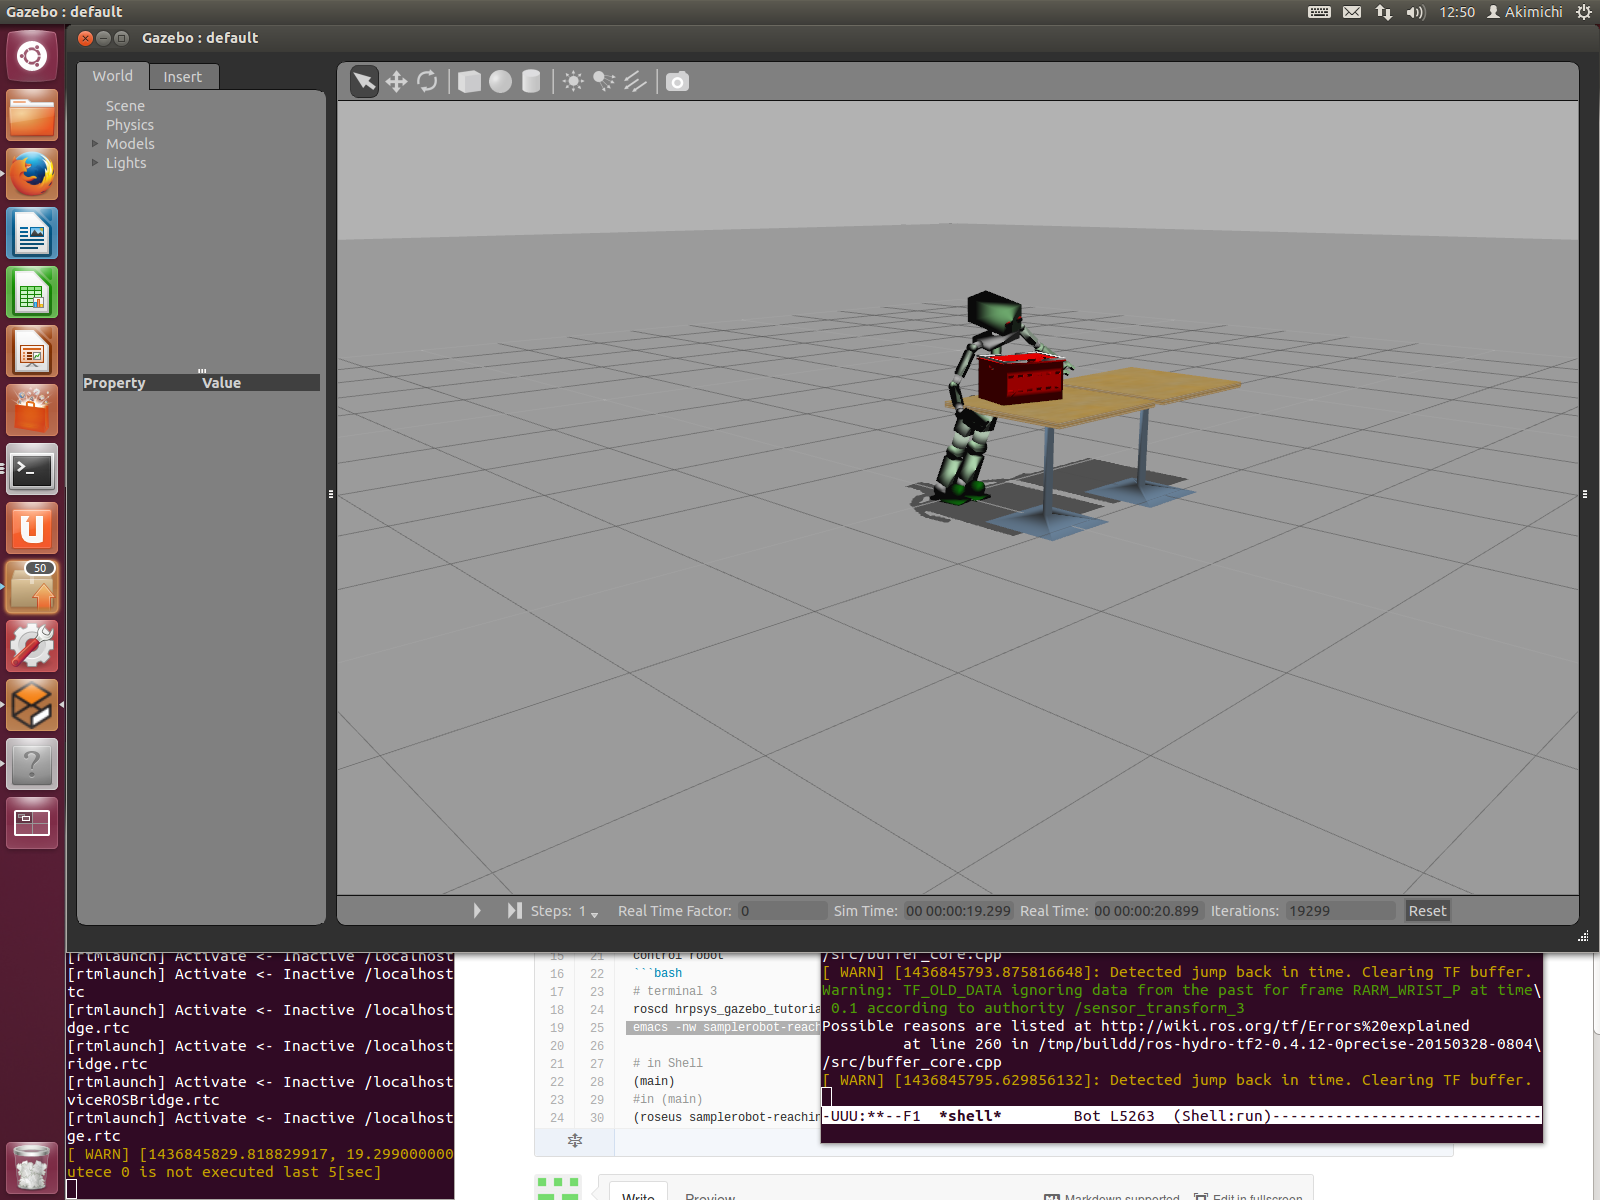 Gazebo : default
12:50 Akimichi
Gazebo : default
World Insert
Scene
Physics
Models
Lights
Property Value
50
Steps: 1 Real Time Factor: 0 Sim Time: 00 00:00:19.299 Real Time: 00 00:00:20.899 Iterations: 19299 Reset
[rtmlaunch] Activate <- Inactive /localhost
[rtmlaunch] Activate <- Inactive /localhost
tc
[rtmlaunch] Activate <- Inactive /localhost
dge.rtc
[rtmlaunch] Activate <- Inactive /localhost
ridge.rtc
[rtmlaunch] Activate <- Inactive /localhost
viceROSBridge.rtc
[rtmlaunch] Activate <- Inactive /localhost
ge.rtc
[ WARN] [1436845829.818829917, 19.299000000
utece 0 is not executed last 5[sec]
15 21 control robot
16 22 ```bash
17 23 # terminal 3
18 24 roscd hrpsys_gazebo_tutoria
19 25 emacs -nw samplerobot-reach
20 26
21 27 # in Shell
22 28 (main)
23 29 #in (main)
24 30 (roseus samplerobot-reachin
/src/buffer_core.cpp
[ WARN] [1436845793.875816648]: Detected jump back in time. Clearing TF buffer.
Warning: TF_OLD_DATA ignoring data from the past for frame RARM_WRIST_P at time\
0.1 according to authority /sensor_transform_3
Possible reasons are listed at http://wiki.ros.org/tf/Errors%20explained
at line 260 in /tmp/buildd/ros-hydro-tf2-0.4.12-0precise-20150328-0804\
/src/buffer_core.cpp
[ WARN] [1436845795.629856132]: Detected jump back in time. Clearing TF buffer.
-UUU:**--F1 *shell* Bot L5263 (Shell:run)------------------------------
Write Preview Markdown supported Edit in fullscreen